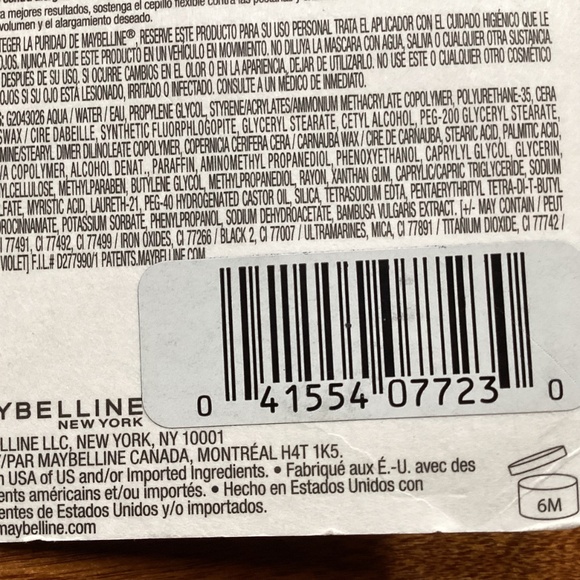 a mejores resultados, sostenga el cepillo flexible contra las
volumen y el alargamiento deseado.
TEGER LA PURIDAD DE MAYBELLINE®, RESERVE ESTE PRODUCTO PARA SU USO PERSONAL TRATA EL APLICADOR CON EL CUIDADO HIGIÉNICO QUE LE
OJOS. NUNCA APLIQUE ESTE PRODUCTO EN UN VEHÍCULO EN MOVIMIENTO. NO DILUYA LA MASCARA CON AGUA, SALIVA O CUALQUIER OTRA SUSTANCIA.
DESPUÉS DE SU USO. SI OCURRE CAMBIOS EN EL OLOR O EN LA APARIENCIA, DEJAR DE UTILIZARLO. NO USE ESTE O CUALQUIER OTRO COSMÉTICO
OJOS SI SU OJO ESTÁ LESIONADO, IRRITADO O INFECTADO. CONSULTE A UN MÉDICO DE INMEDIATO.
G2043026 AQUA / WATER / EAU, PROPYLENE GLYCOL, STYRENE/ACRYLATES/AMMONIUM METHACRYLATE COPOLYMER, POLYURETHANE-35, CERA
SWAX / CIRE DABEILLE, SYNTHETIC FLUORPHLOGOPITE, GLYCERYL STEARATE, CETYL ALCOHOL, PEG-200 GLYCERYL STEARATE,
MINE/STEARYL DIMER DILINOLEATE COPOLYMER, COPERNICIA CERIFERA CERA / CARNAUBA WAX / CIRE DE CARNAUBA, STEARIC ACID, PALMITIC ACID,
VA COPOLYMER, ALCOHOL DENAT., PARAFFIN, AMINOMETHYL PROPANEDIOL, PHENOXYETHANOL, CAPRYLYL GLYCOL, GLYCERIN,
YLCELLULOSE, METHYLPARABEN, BUTYLENE GLYCOL, METHYLPROPANEDIOL, RAYON, XANTHAN GUM, CAPRYLIC/CAPRIC TRIGLYCERIDE, SODIUM
FATE, MYRISTIC ACID, LAURETH-21, PEG-40 HYDROGENATED CASTOR OIL, SILICA, TETRASODIUM EDTA, PENTAERYTHRITYL TETRA-DI-T-BUTYL
ROCINNAMATE, POTASSIUM SORBATE, PHENYLPROPANOL, SODIUM DEHYDROACETATE, BAMBUSA VULGARIS EXTRACT. [+/- MAY CONTAIN / PEUT
I 77491, CI 77492, CI 77499 / IRON OXIDES, CI 77266 / BLACK 2, CI 77007 / ULTRAMARINES, MICA, CI 77891 / TITANIUM DIOXIDE, CI 77742 /
VIOLET] F.I.L.# D277990/1 PATENTS.MAYBELLINE.COM
0 41554 07723 0
YBELLINE
NEW YORK
LLINE LLC, NEW YORK, NY 10001
/PAR MAYBELLINE CANADA, MONTRÉAL H4T 1K5.
n USA of US and/or Imported Ingredients. • Fabriqué aux É.-U. avec des
ents américains et/ou importés. • Hecho en Estados Unidos con
entes de Estados Unidos y/o importados.
maybelline.com
6M